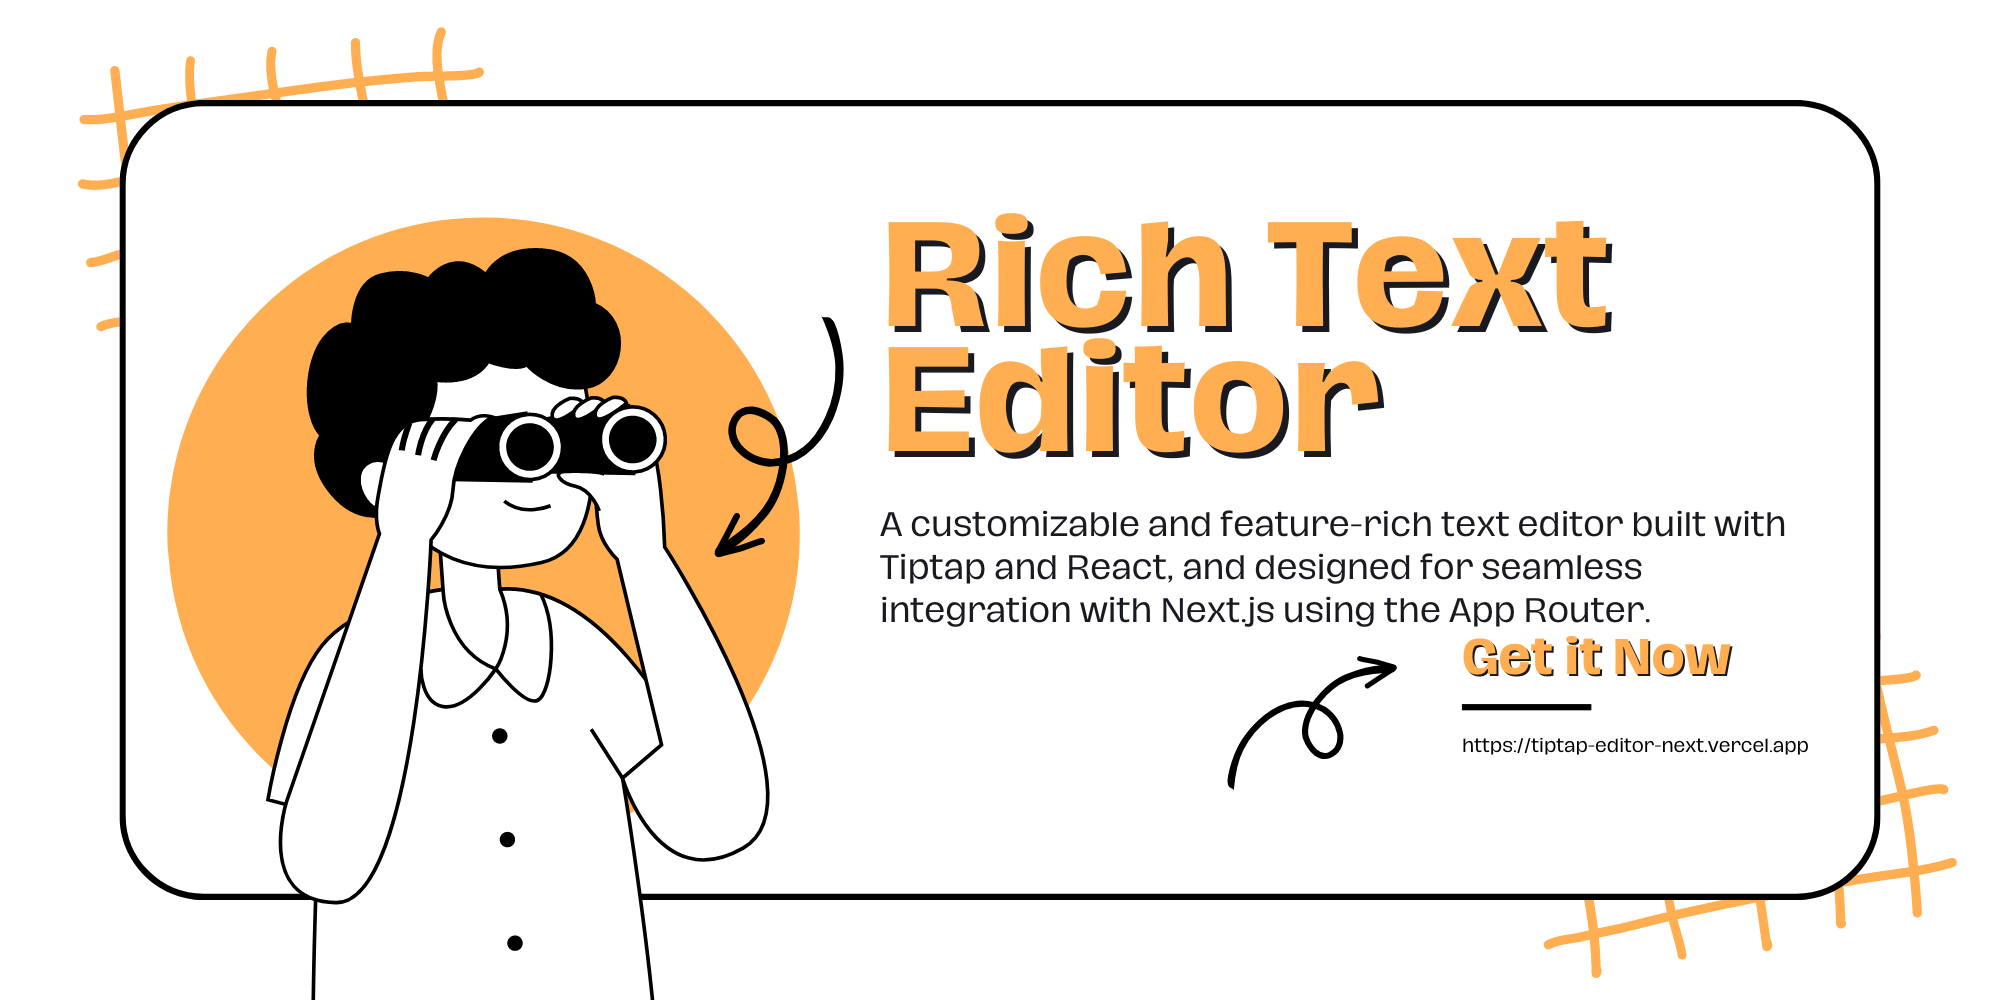 Rich Text
Editor
A customizable and feature-rich text editor built with
Tiptap and React, and designed for seamless
integration with Next.js using the App Router.
Get it Now
https://tiptap-editor-next.vercel.app